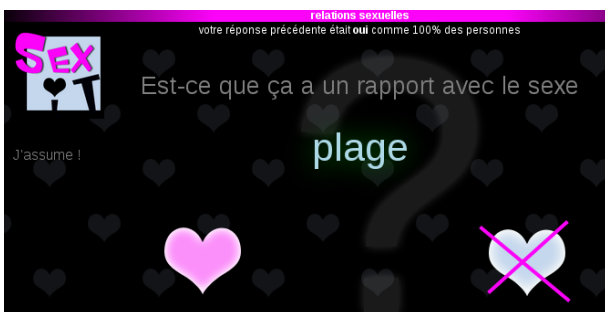 relations sexuelles
votre réponse précédente était oui comme 100% des personnes
SEX
IT
Est-ce que ça a un rapport avec le sexe
?
plage
J'assume !